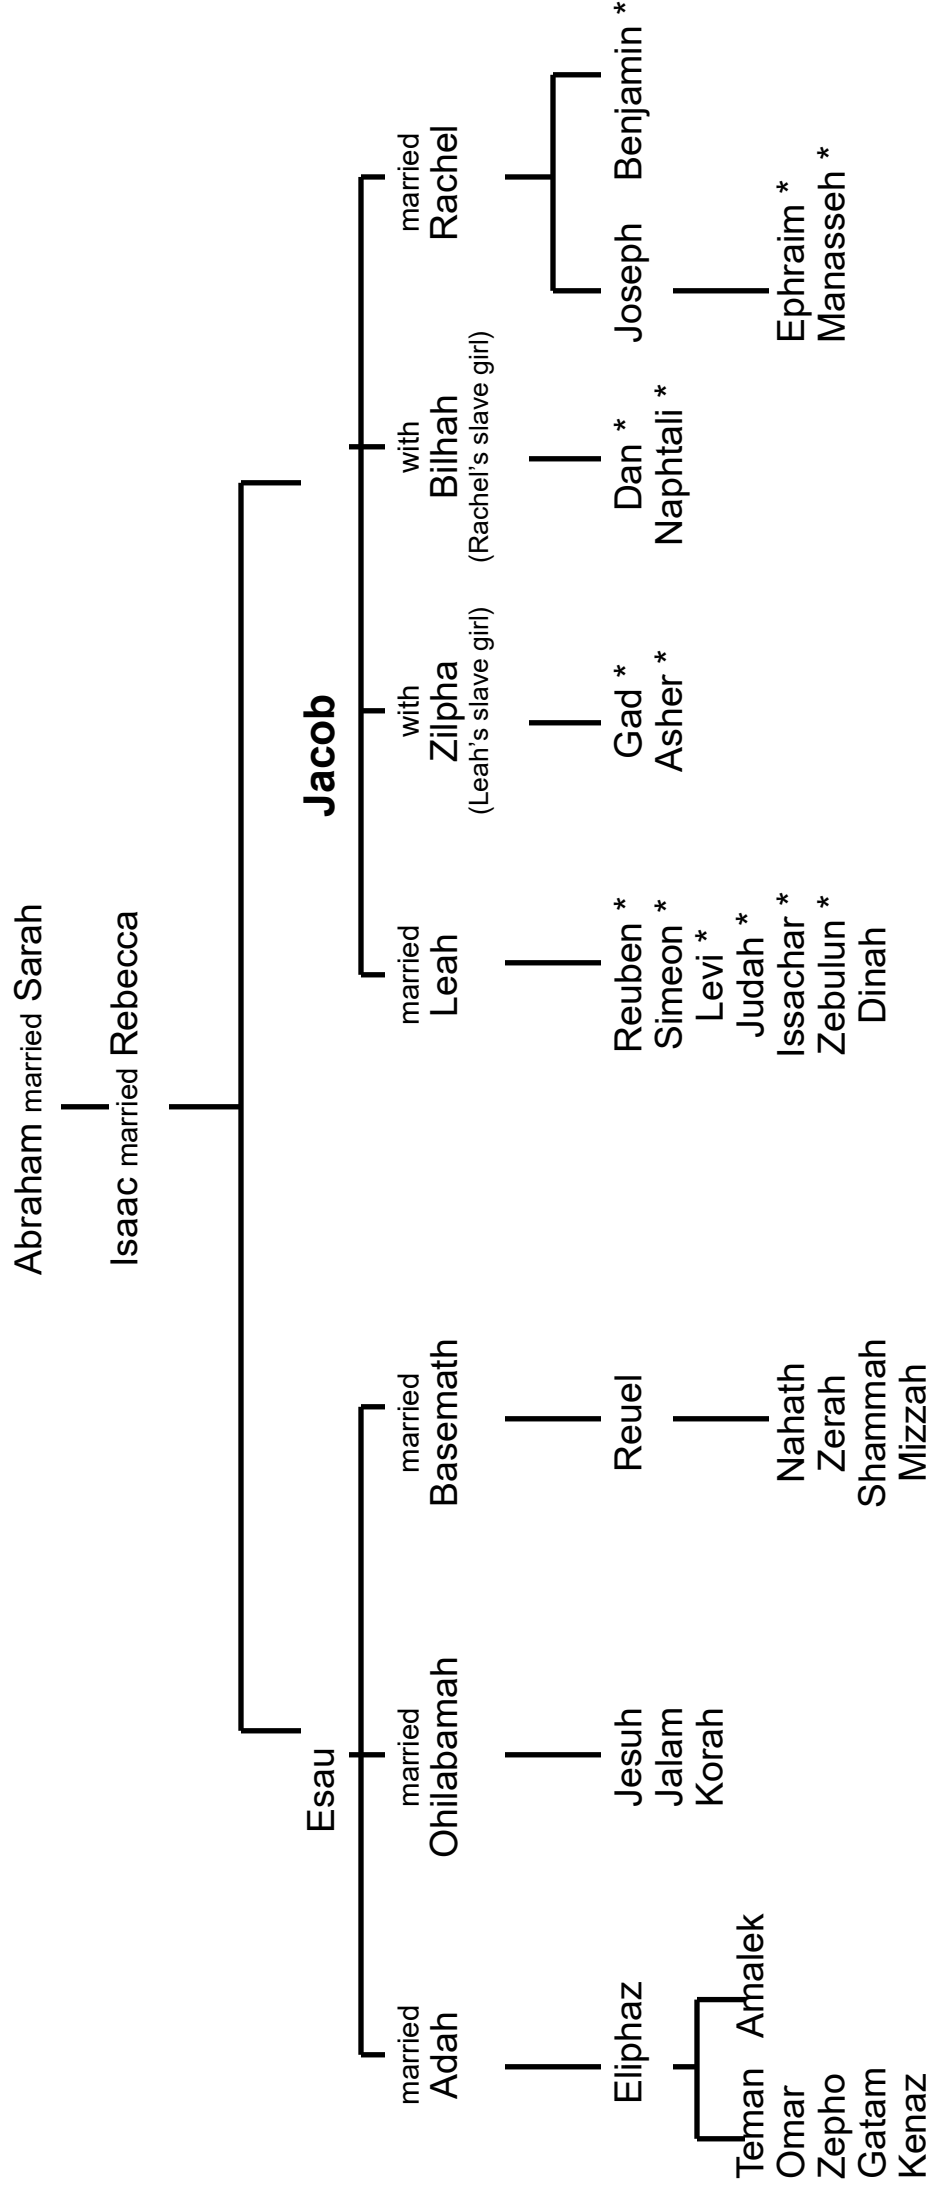 Abraham married Sarah
Isaac married Rebecca
Esau
Jacob
married
Adah
married
Ohilabamah
married
Basemath
married
Leah
with
Zilpha
(Leah's slave girl)
with
Bilhah
(Rachel's slave girl)
married
Rachel
Eliphaz
Jesuh
Jalam
Korah
Reuel
Reuben *
Simeon *
Levi *
Judah *
Issachar *
Zebulun *
Dinah
Gad *
Asher *
Dan *
Naphtali *
Joseph
Benjamin *
Teman
Omar
Zepho
Gatam
Kenaz
Amalek
Nahath
Zerah
Shammah
Mizzah
Ephraim *
Manasseh *